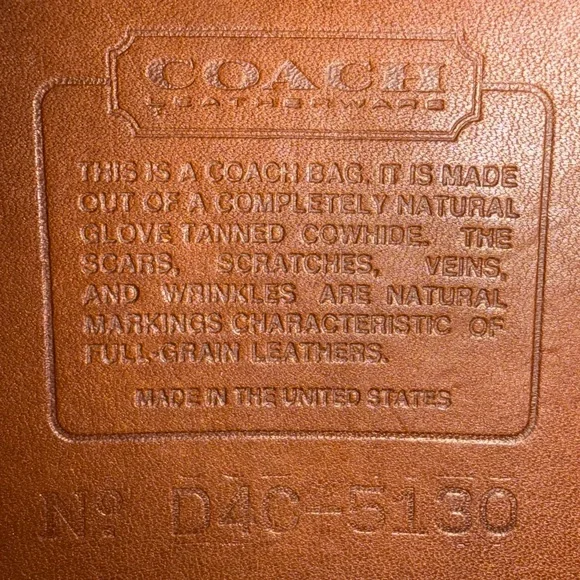 COACH
LEATHERWARE
THIS IS A COACH BAG. IT IS MADE
OUT OF A COMPLETELY NATURAL
GLOVE TANNED COWHIDE. THE
SCARS, SCRATCHES, VEINS,
AND WRINKLES ARE NATURAL
MARKINGS CHARACTERISTIC OF
FULL-GRAIN LEATHERS.
MADE IN THE UNITED STATES
Nº D4C-5130